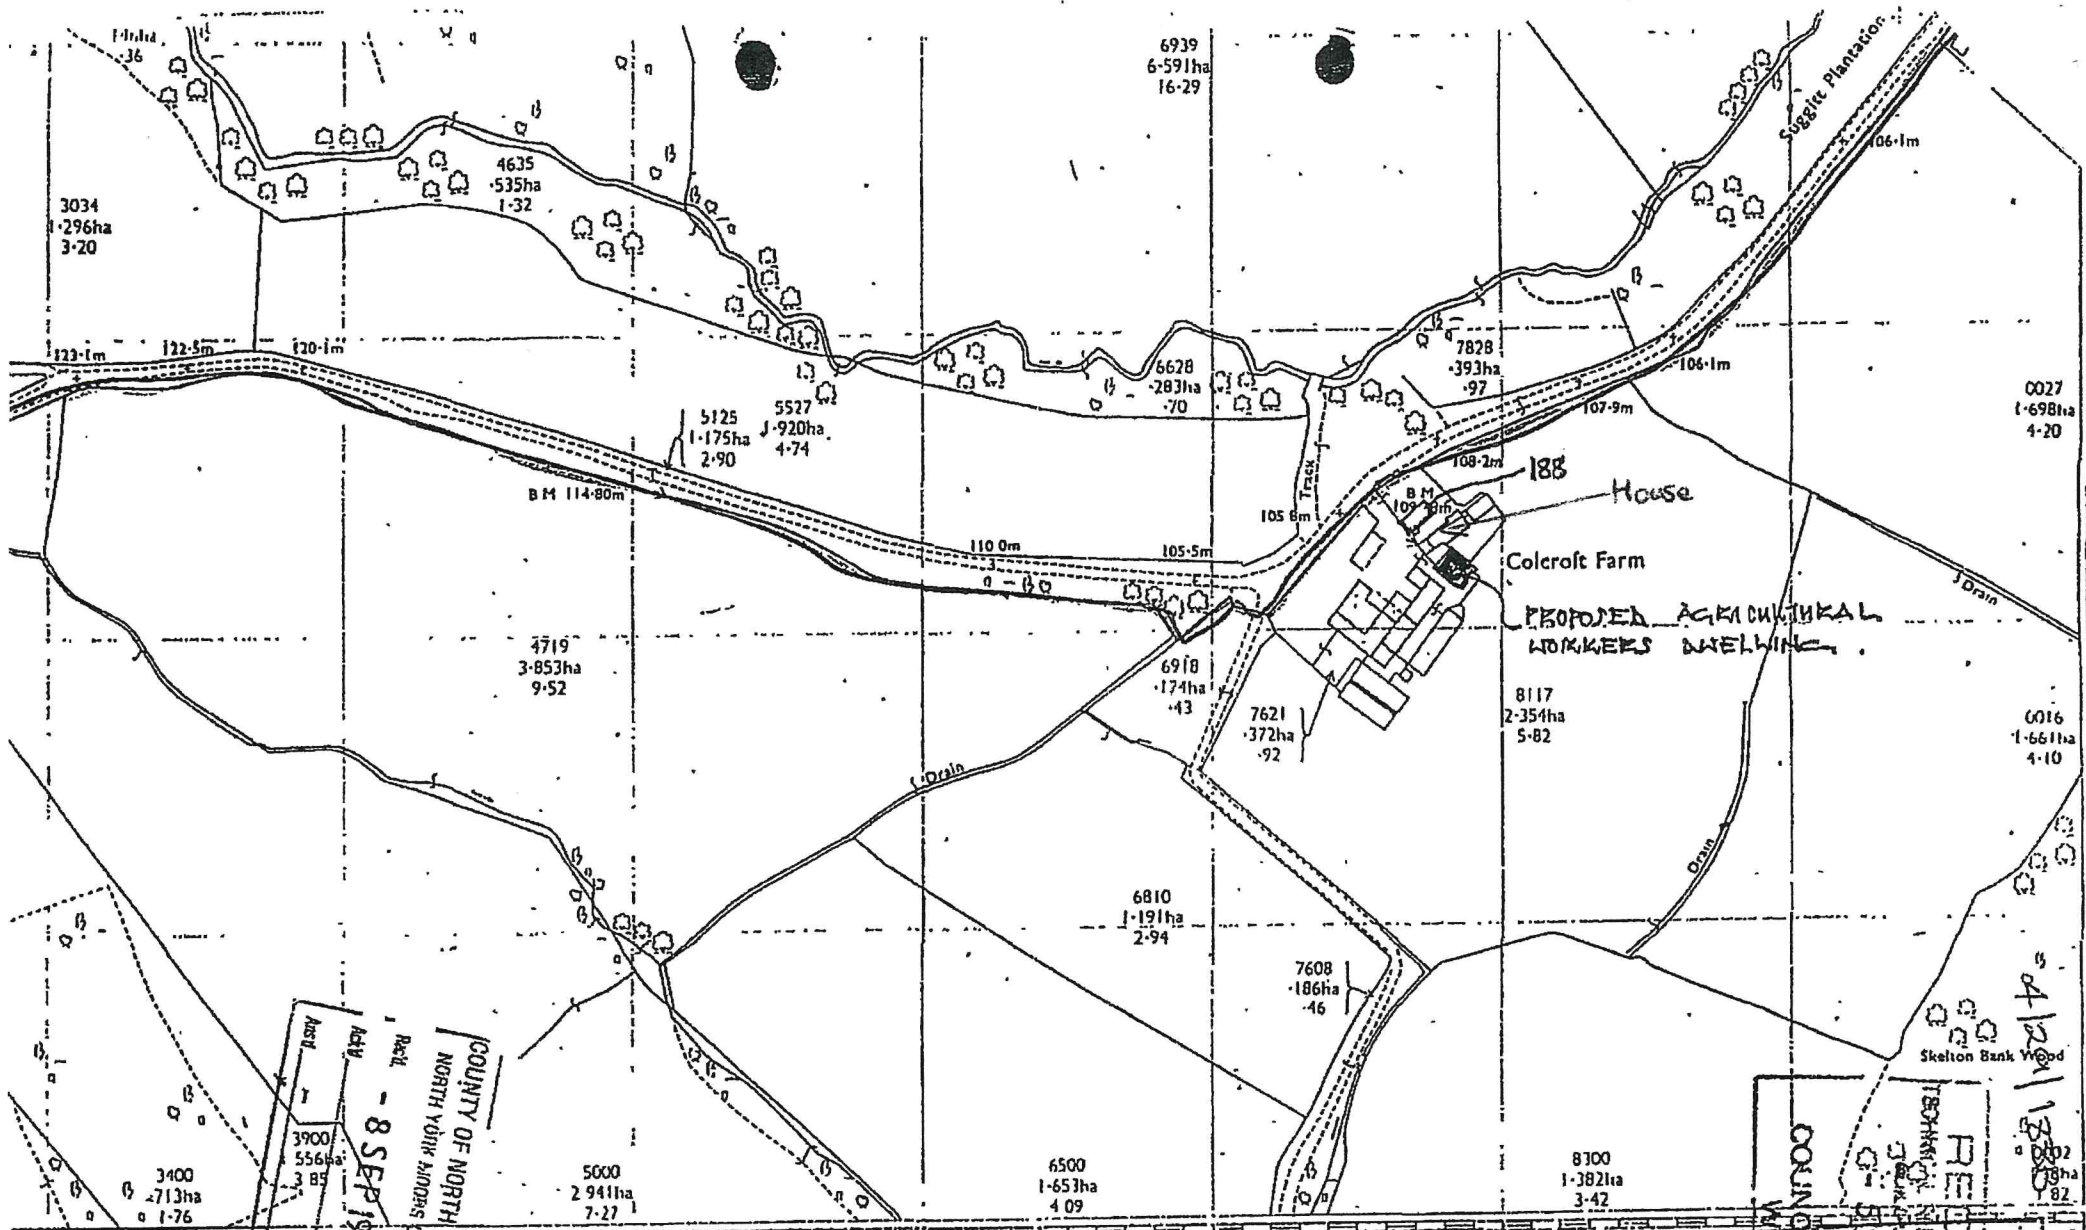 .36
6939
6·591ha
16·29
Suggitt Plantation
106·1m
4635
·535ha
1·32
3034
1·296ha
3·20
123·1m
122·5m
120·1m
5125
1·175ha
2·90
5527
1·920ha
4·74
6628
·283ha
·70
7828
·393ha
·97
106·1m
107·9m
0027
1·698ha
4·20
Track
108·2m
188
House
B M 114·80m
B M
105 8m
110 0m
105·5m
Colcroft Farm
Drain
PROPOSED AGRICULTURAL
WORKERS DWELLING.
4719
3·853ha
9·52
6918
·174ha
·43
7621
·372ha
·92
8117
2·354ha
5·82
0016
1·661ha
4·10
Drain
Drain
6810
1·191ha
2·94
7608
·186ha
·46
Skelton Bank Wood
COUNTY OF NORTH
NORTH YORK MOORS
Rec'd. - 8 SEP 19
Ack'd
Ans'd
3900
556ha
3 85
3400
·713ha
1·76
5000
2 941ha
7·27
6500
1·653ha
4 09
8300
1·382ha
3·42
82